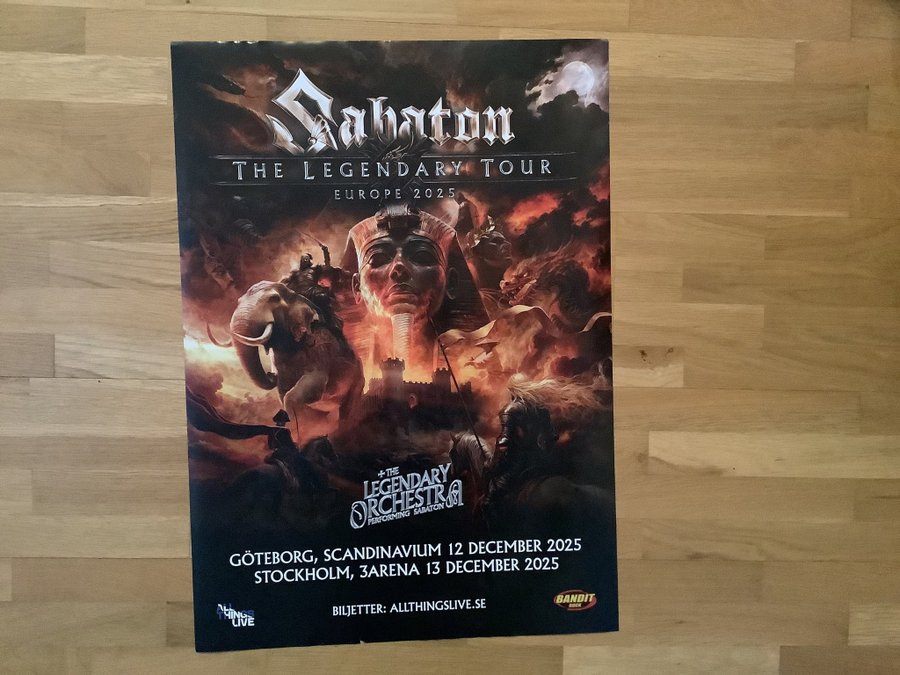 Sabaton
THE LEGENDARY TOUR
EUROPE 2025
+ THE
LEGENDARY
ORCHESTRA
PERFORMING SABATON
GÖTEBORG, SCANDINAVIUM 12 DECEMBER 2025
STOCKHOLM, 3ARENA 13 DECEMBER 2025
BILJETTER: ALLTHINGSLIVE.SE
ALL
THINGS
LIVE
BANDIT
ROCK